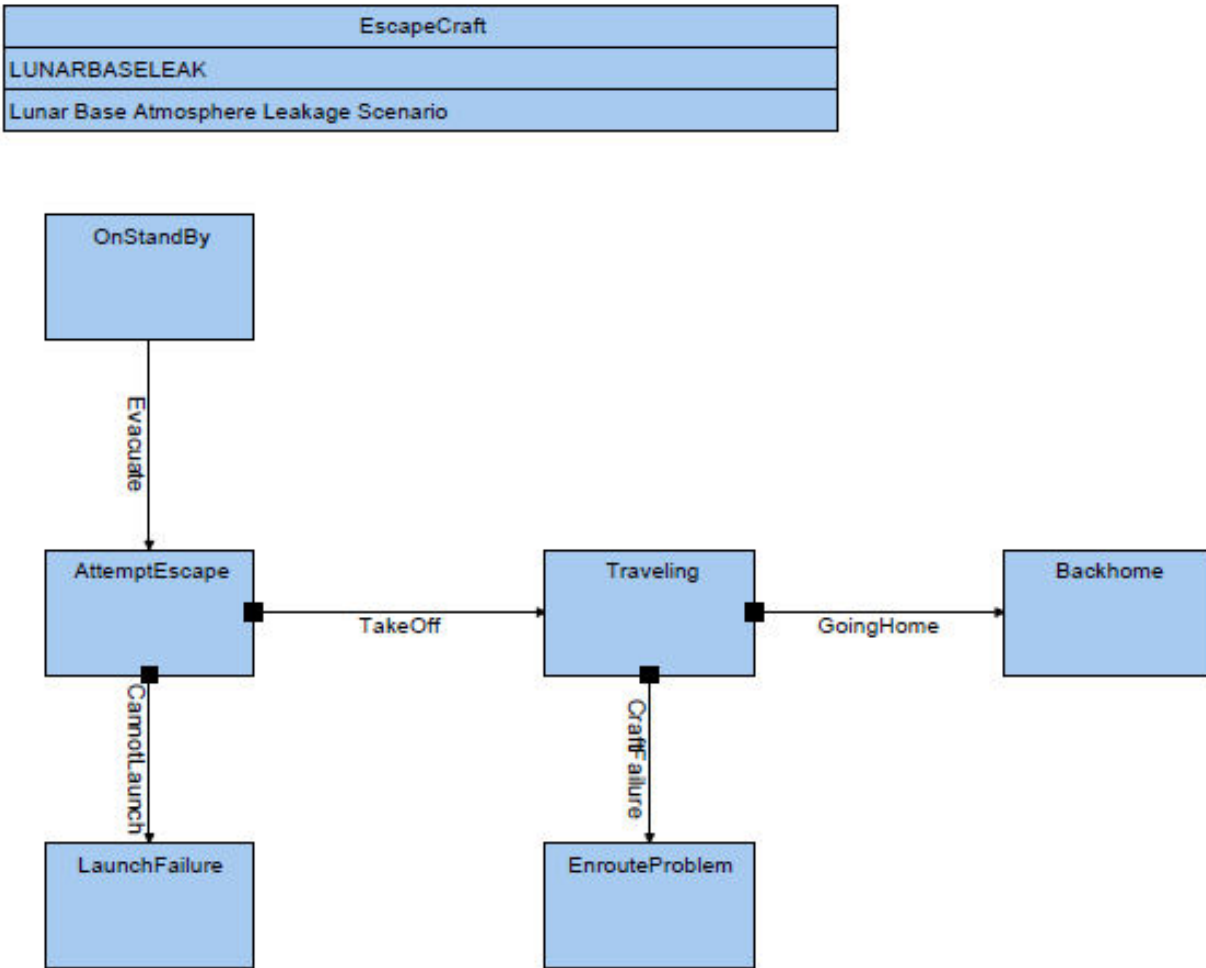 EscapeCraft
LUNARBASELEAK
Lunar Base Atmosphere Leakage Scenario
OnStandBy
Evacuate
AttemptEscape
TakeOff
Traveling
GoingHome
Backhome
CannotLaunch
CraftFailure
LaunchFailure
EnrouteProblem